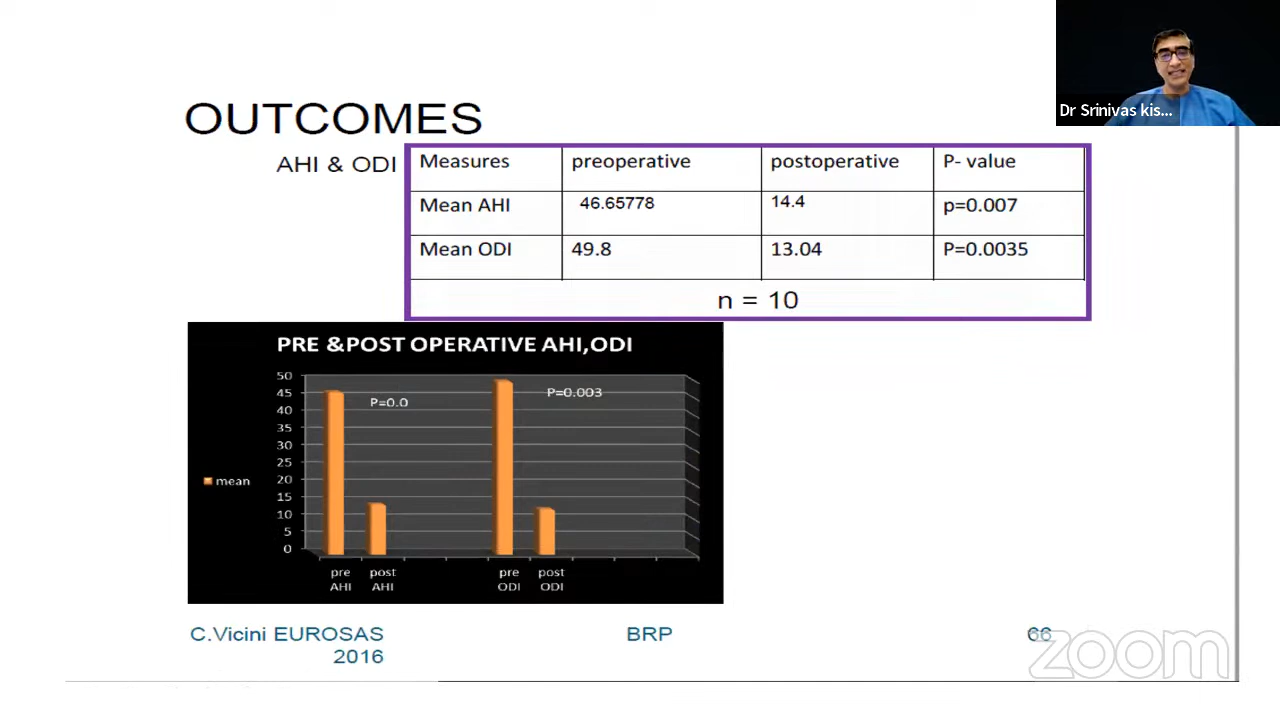 Dr Srinivas kis...
OUTCOMES
AHI & ODI
Measures preoperative postoperative P- value
Mean AHI 46.65778 14.4 p=0.007
Mean ODI 49.8 13.04 P=0.0035
n = 10
PRE &POST OPERATIVE AHI,ODI
50
45
40
35
30
25
20
15
10
5
0
P=0.0
P=0.003
mean
pre AHI
post AHI
pre ODI
post ODI
C.Vicini EUROSAS
2016
BRP
66
zoom